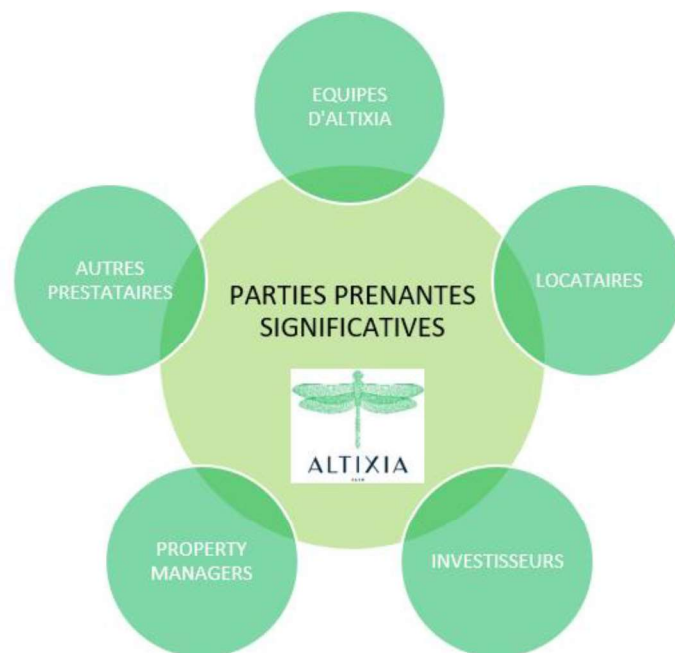 EQUIPES
D'ALTIXIA
AUTRES
PRESTATAIRES
LOCATAIRES
PARTIES PRENANTES
SIGNIFICATIVES
ALTIXIA
PROPERTY
MANAGERS
INVESTISSEURS